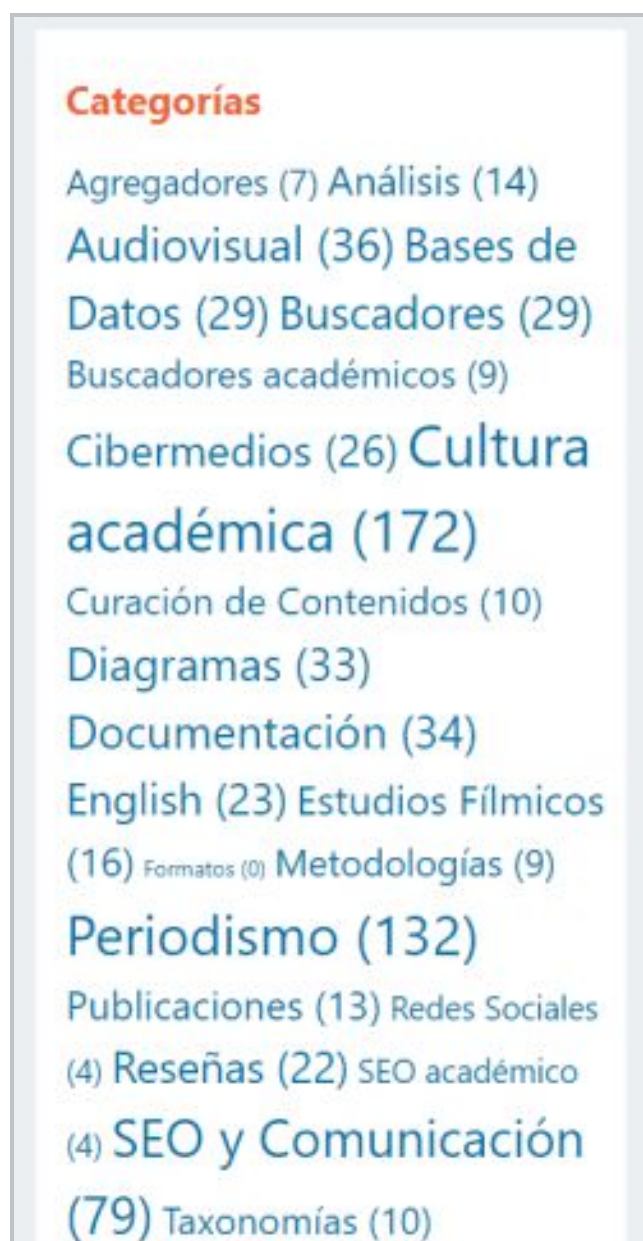 Categorías
Agregadores (7) Análisis (14)
Audiovisual (36) Bases de
Datos (29) Buscadores (29)
Buscadores académicos (9)
Cibermedios (26) Cultura
académica (172)
Curación de Contenidos (10)
Diagramas (33)
Documentación (34)
English (23) Estudios Fílmicos
(16) Formatos (0) Metodologías (9)
Periodismo (132)
Publicaciones (13) Redes Sociales
(4) Reseñas (22) SEO académico
(4) SEO y Comunicación
(79) Taxonomías (10)